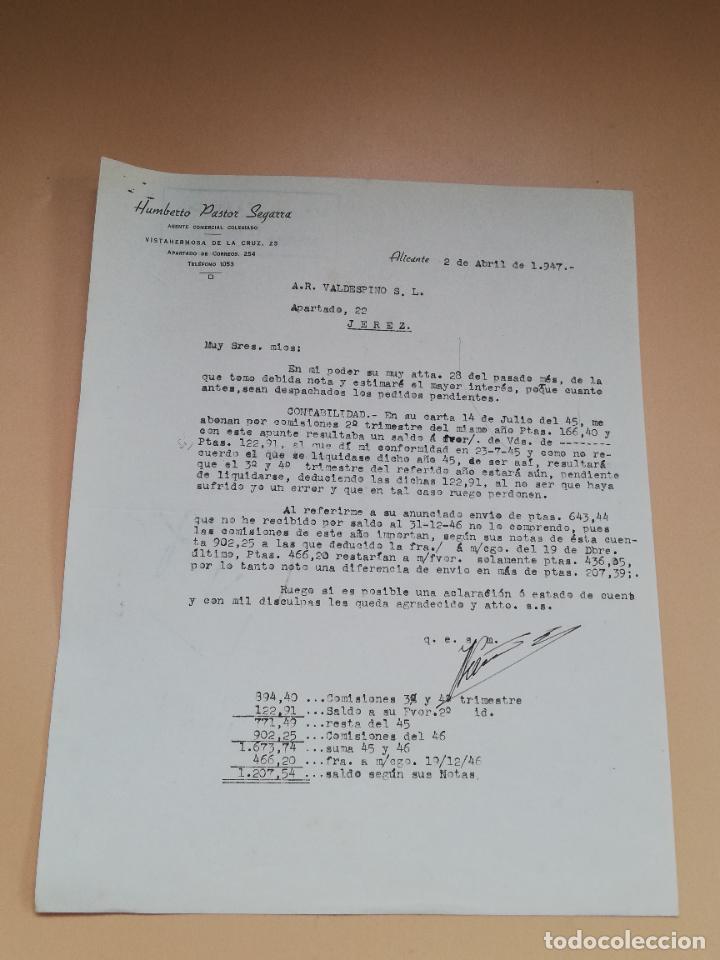 Humberto Pastor Segarra
AGENTE COMERCIAL COLEGIADO
VISTAHERMOSA DE LA CRUZ, 23
APARTADO DE CORREOS, 254
TELÉFONO 1053
Alicante 2 de Abril de 1.947.-
A.R. VALDESPINO S. L.
Apartado, 22
JEREZ.
Muy Sres. mios;
En mi poder su muy atta. 28 del pasado més, de la
que tomo debida nota y estimaré el mayor interés, poque cuanto
antes,sean despachados los pedidos pendientes.
CONTABILIDAD.- En su carta 14 de Julio del 45, me
abonan por comisiones 2º trimestre del mismo año Ptas. 166,40 y
con este apunte resultaba un saldo á fvor/. de Vds. de --------
Ptas. 122,91, al que dí mi conformidad en 23-7-45 y como no re-
cuerdo el que se liquidase dicho año 45, de ser así, resultará
que el 3º y 4º trimestre del referido año estará aún, pendiente
de liquidarse, deduciendo las dichas 122,91, al no ser que haya
sufrido yo un error y que en tal caso ruego perdonen.
Al referirme a su anunciado envio de ptas. 643,44
que no he recibido por saldo al 31-12-46 no lo comprendo, pues
las comisiones de este año importan, según sus notas de ésta cuen-
ta 902,25 a las que deducido la fra./ á m/cgo. del 19 de Dbre.
último, Ptas. 466,20 restarían a m/fvor. solamente ptas. 436,05,
por lo tanto noto una diferencia de envio en más de ptas. 207,39;.
Ruego si es posible una aclaración ó estado de cuent
y con mil disculpas les queda agradecido y atto. s.s.
q. e. s. m.
894,40 ...Comisiones 3º y 4º trimestre
122,91 ...Saldo a su Fvor.2º id.
771,49 ...resta del 45
902,25 ...Comisiones del 46
1.673,74 ...suma 45 y 46
466,20 ...fra. a m/cgo. 19/12/46
1.207,54 ...saldo según sus Notas.
todocoleccion